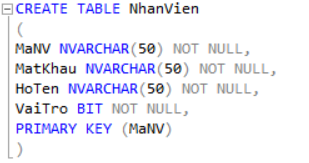 CREATE TABLE NhanVien
(
MaNV NVARCHAR(50) NOT NULL,
MatKhau NVARCHAR(50) NOT NULL,
HoTen NVARCHAR(50) NOT NULL,
VaiTro BIT NOT NULL,
PRIMARY KEY (MaNV)
)